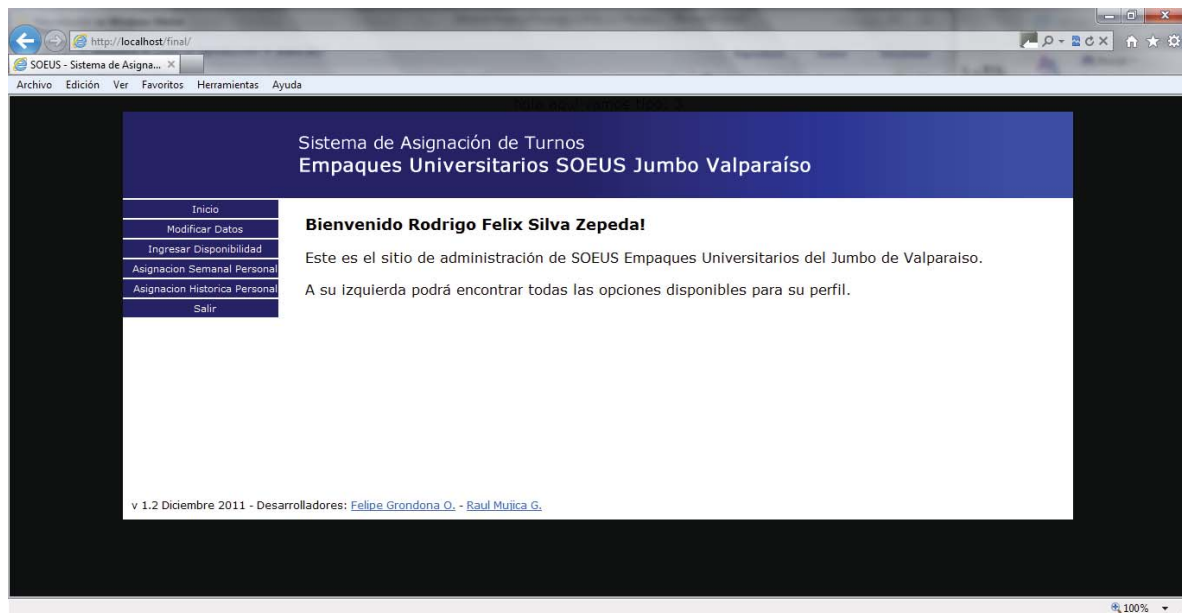 http://localhost/final/
SOEUS - Sistema de Asigna...
Archivo Edición Ver Favoritos Herramientas Ayuda
Sistema de Asignación de Turnos
Empaques Universitarios SOEUS Jumbo Valparaíso
Inicio
Modificar Datos
Ingresar Disponibilidad
Asignacion Semanal Personal
Asignacion Historica Personal
Salir
Bienvenido Rodrigo Felix Silva Zepeda!
Este es el sitio de administración de SOEUS Empaques Universitarios del Jumbo de Valparaiso.
A su izquierda podrá encontrar todas las opciones disponibles para su perfil.
v 1.2 Diciembre 2011 - Desarrolladores: Felipe Grondona O. - Raul Mujica G.
100%